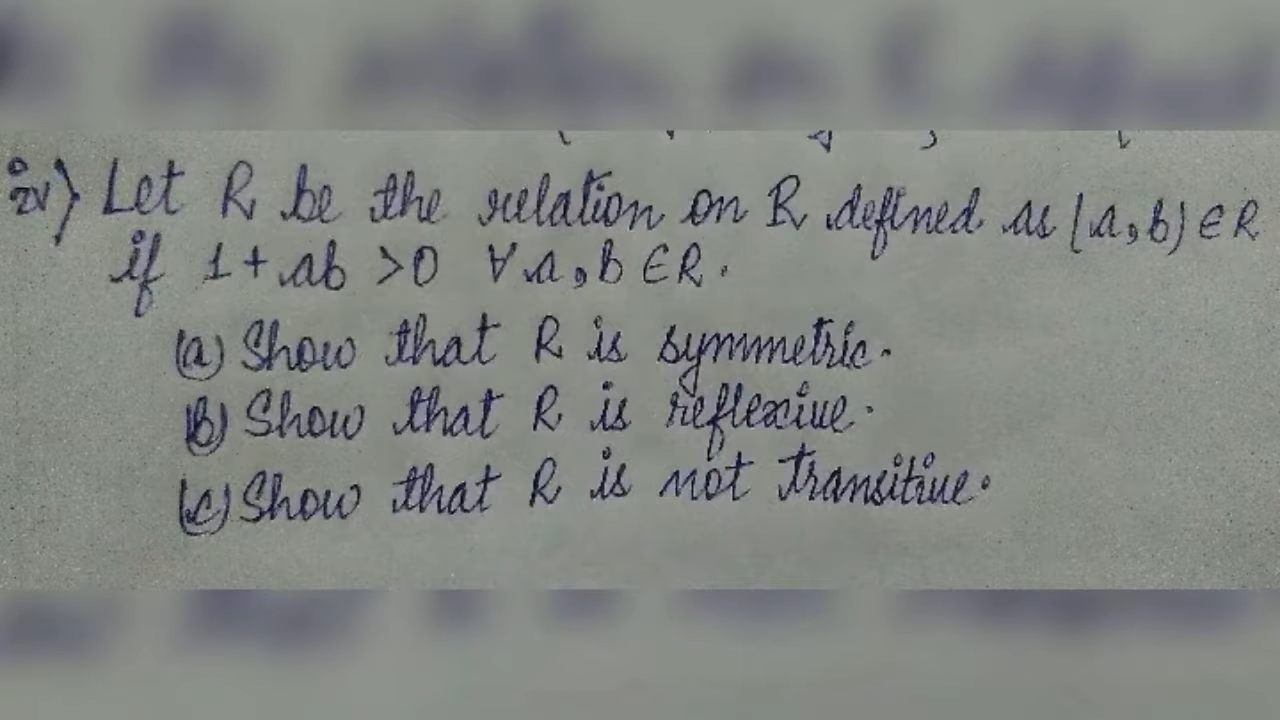 iv) Let R be the relation on R defined as (a,b) ∈ R
if 1 + ab > 0 ∀ a, b ∈ R.
(a) Show that R is symmetric.
(b) Show that R is reflexive.
(c) Show that R is not transitive.